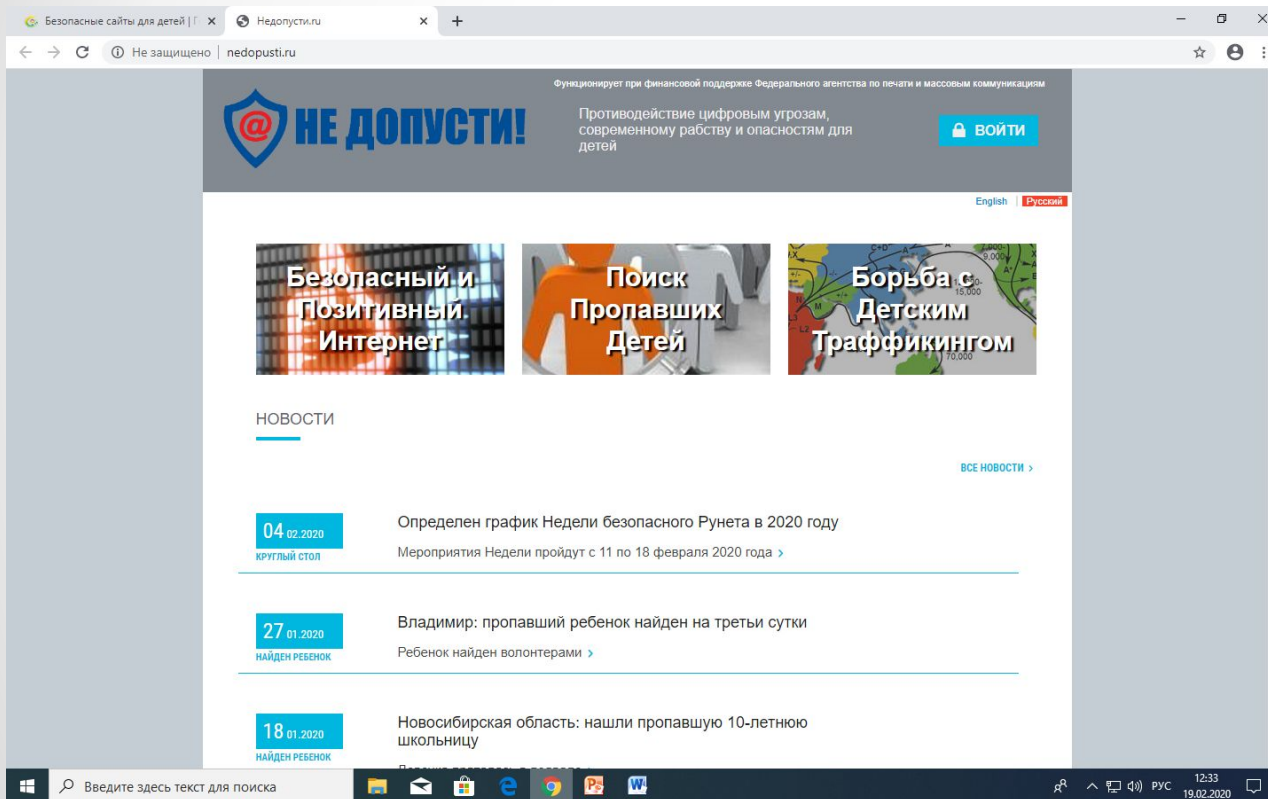 Безопасные сайты для детей | Г
Недопусти.ru
Не защищено | nedopusti.ru
Функционирует при финансовой поддержке Федерального агентства по печати и массовым коммуникациям
@ НЕ ДОПУСТИ!
Противодействие цифровым угрозам,
современному рабству и опасностям для
детей
ВОЙТИ
English | Русский
Безопасный и
Позитивный
Интернет
Поиск
Пропавших
Детей
Борьба с
Детским
Траффикингом
НОВОСТИ
ВСЕ НОВОСТИ >
04 02.2020
КРУГЛЫЙ СТОЛ
Определен график Недели безопасного Рунета в 2020 году
Мероприятия Недели пройдут с 11 по 18 февраля 2020 года >
27 01.2020
НАЙДЕН РЕБЕНОК
Владимир: пропавший ребенок найден на третьи сутки
Ребенок найден волонтерами >
18 01.2020
НАЙДЕН РЕБЕНОК
Новосибирская область: нашли пропавшую 10-летнюю
школьницу
Введите здесь текст для поиска
РУС
12:33
19.02.2020